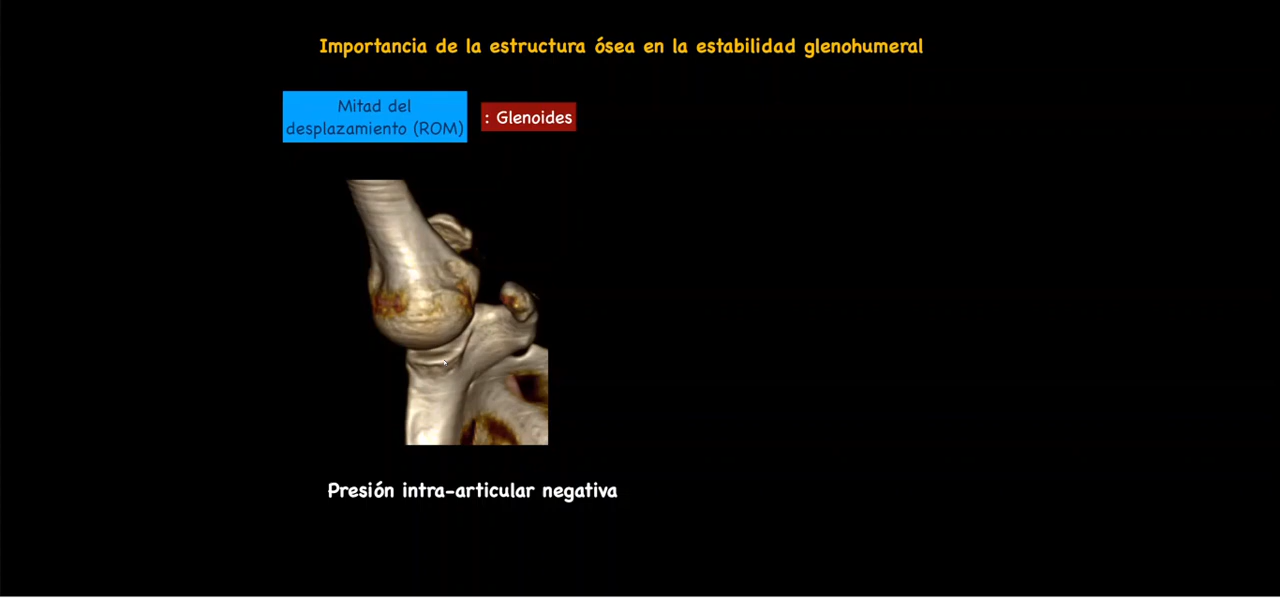 Importancia de la estructura ósea en la estabilidad glenohumeral
Mitad del
desplazamiento (ROM)
: Glenoides
Presión intra-articular negativa